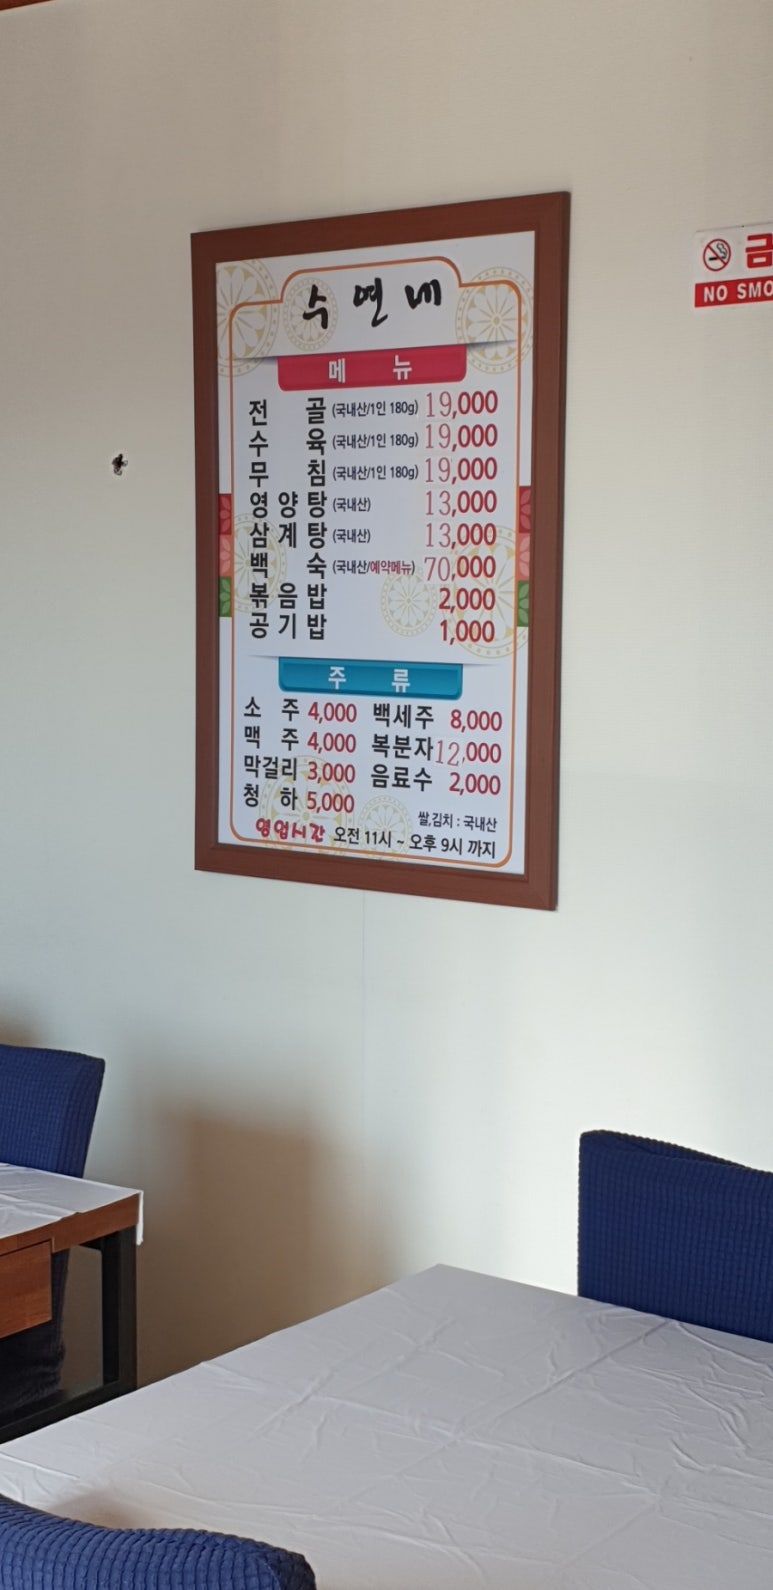 수연네
메 뉴
전 골 (국내산/1인 180g) 19,000
수 육 (국내산/1인 180g) 19,000
무 침 (국내산/1인 180g) 19,000
영양탕 (국내산) 13,000
삼계탕 (국내산) 13,000
백 숙 (국내산/예약메뉴) 70,000
볶음밥 2,000
공기밥 1,000
주 류
소 주 4,000 백세주 8,000
맥 주 4,000 복분자 12,000
막걸리 3,000 음료수 2,000
청 하 5,000
쌀,김치 : 국내산
영업시간 오전 11시 ~ 오후 9시 까지
금
NO SMO